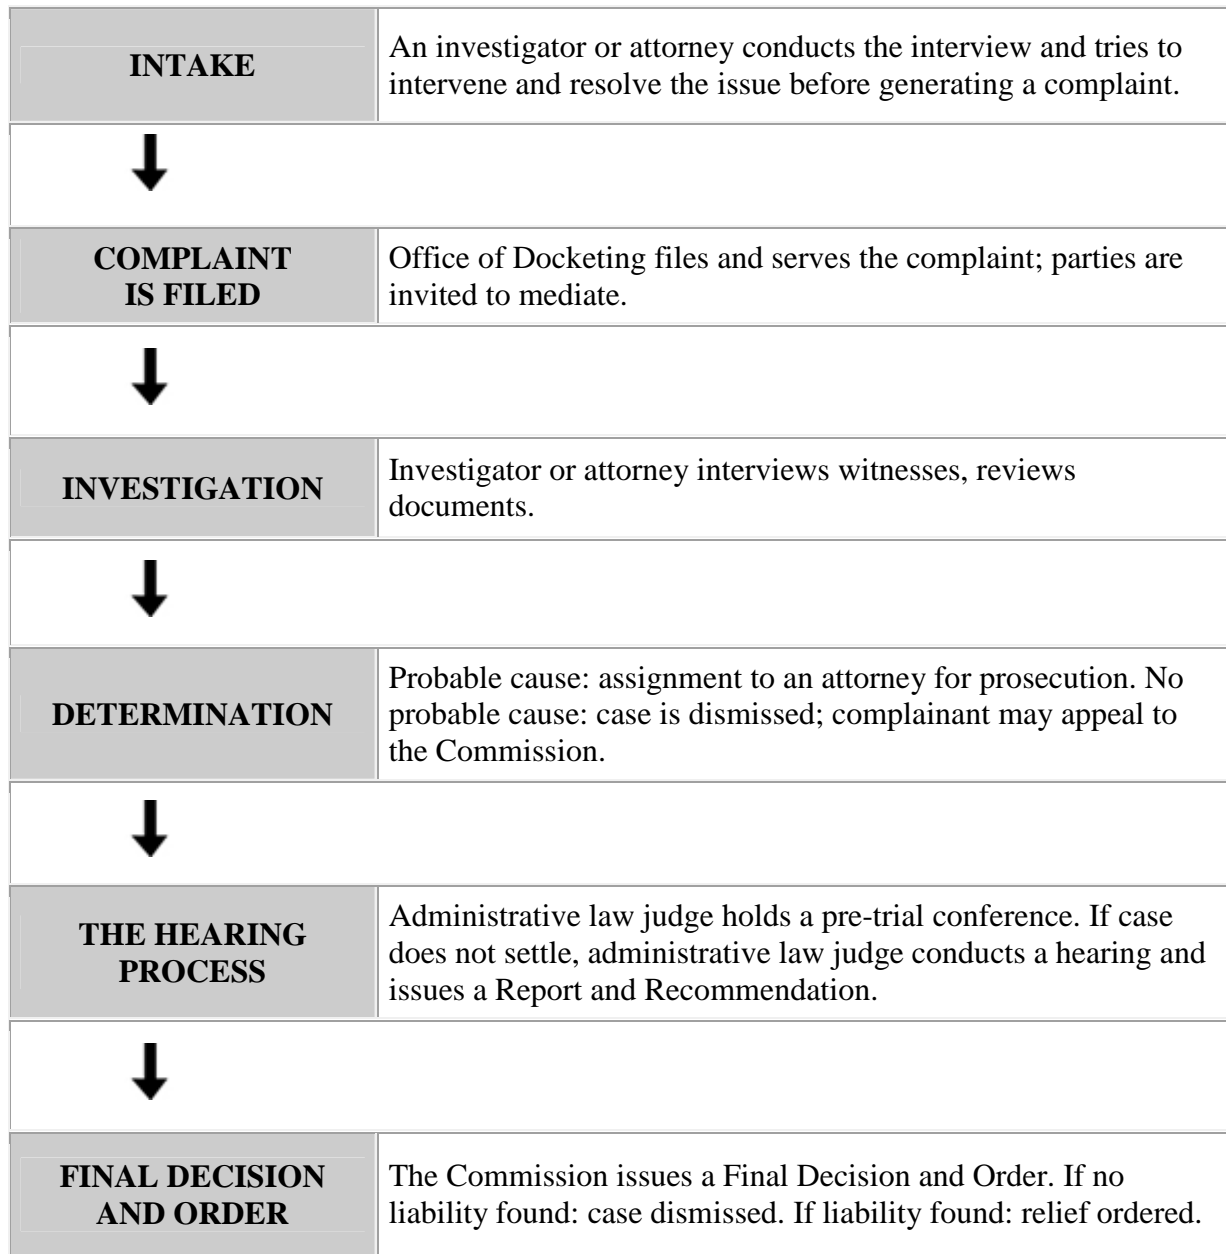 INTAKE
An investigator or attorney conducts the interview and tries to
intervene and resolve the issue before generating a complaint.
COMPLAINT
IS FILED
Office of Docketing files and serves the complaint; parties are
invited to mediate.
INVESTIGATION
Investigator or attorney interviews witnesses, reviews
documents.
DETERMINATION
Probable cause: assignment to an attorney for prosecution. No
probable cause: case is dismissed; complainant may appeal to
the Commission.
THE HEARING
PROCESS
Administrative law judge holds a pre-trial conference. If case
does not settle, administrative law judge conducts a hearing and
issues a Report and Recommendation.
FINAL DECISION
AND ORDER
The Commission issues a Final Decision and Order. If no
liability found: case dismissed. If liability found: relief ordered.